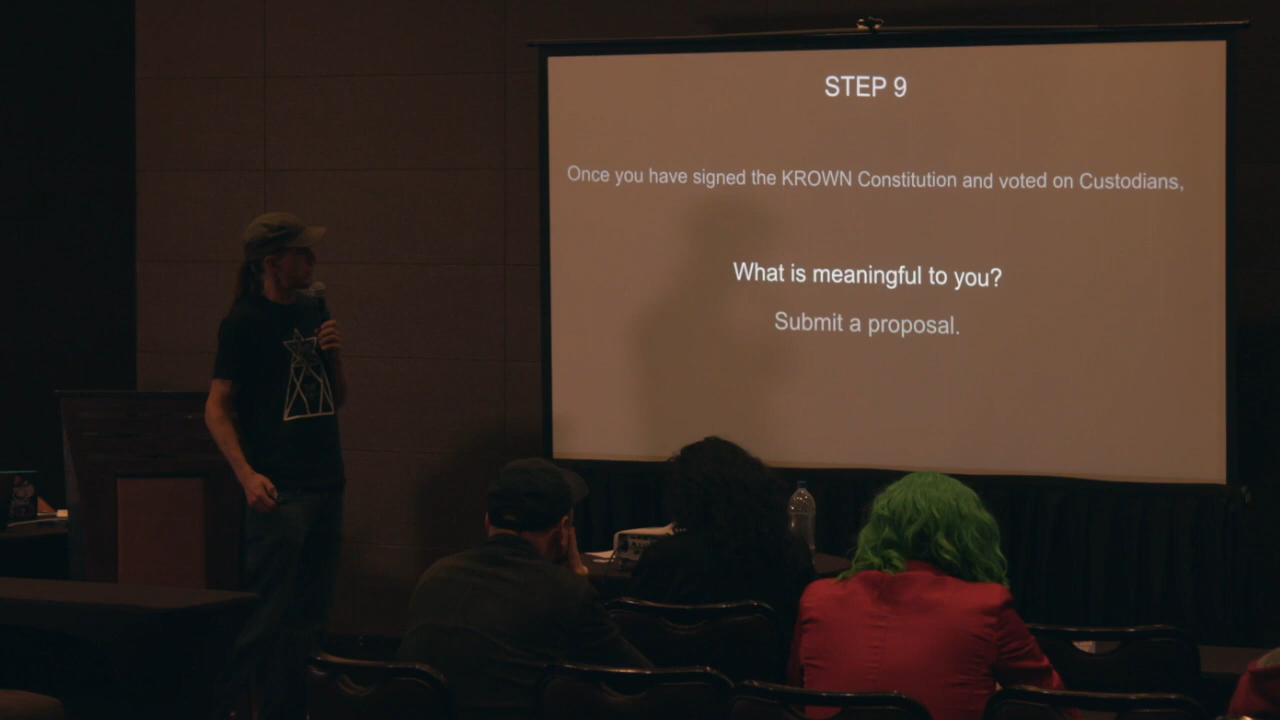 STEP 9
Once you have signed the KROWN Constitution and voted on Custodians,
What is meaningful to you?
Submit a proposal.